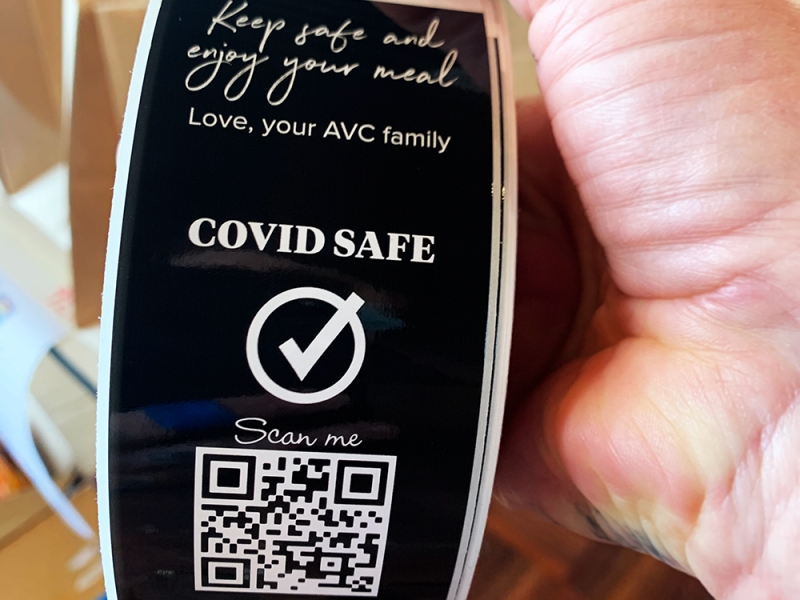 Keep safe and
enjoy your meal
Love, your AVC family
COVID SAFE
Scan me